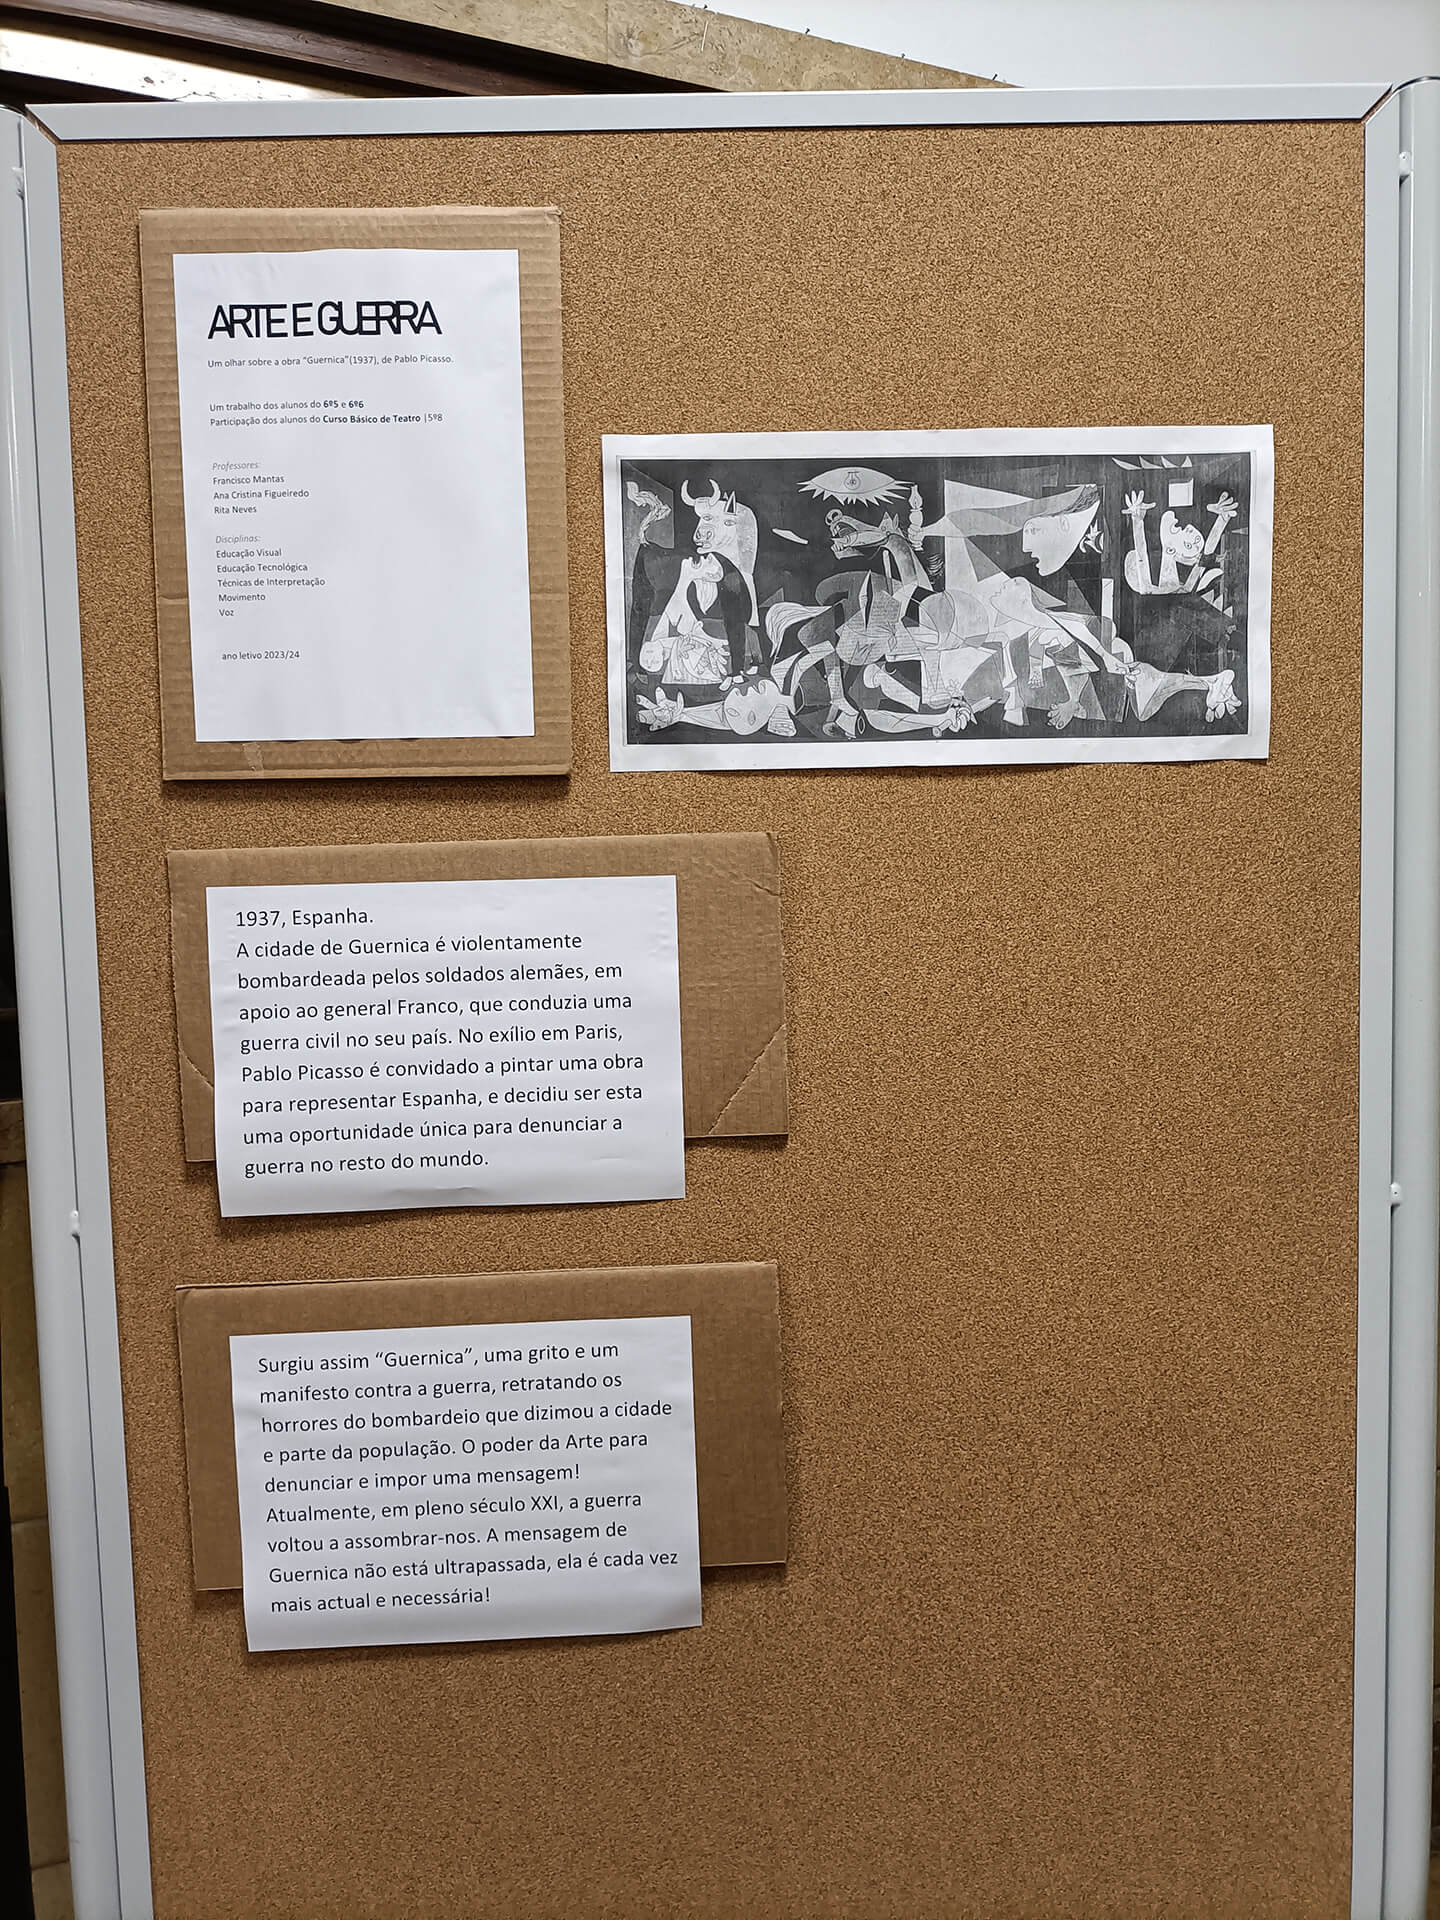 ARTE E GUERRA
Um olhar sobre a obra “Guernica”(1937), de Pablo Picasso.
Um trabalho dos alunos do 6º5 e 6º6
Participação dos alunos do Curso Básico de Teatro |5º8
Professores:
Francisco Mantas
Ana Cristina Figueiredo
Rita Neves
Disciplinas:
Educação Visual
Educação Tecnológica
Técnicas de Interpretação
Movimento
Voz
ano letivo 2023/24
1937, Espanha.
A cidade de Guernica é violentamente
bombardeada pelos soldados alemães, em
apoio ao general Franco, que conduzia uma
guerra civil no seu país. No exílio em Paris,
Pablo Picasso é convidado a pintar uma obra
para representar Espanha, e decidiu ser esta
uma oportunidade única para denunciar a
guerra no resto do mundo.
Surgiu assim “Guernica”, uma grito e um
manifesto contra a guerra, retratando os
horrores do bombardeio que dizimou a cidade
e parte da população. O poder da Arte para
denunciar e impor uma mensagem!
Atualmente, em pleno século XXI, a guerra
voltou a assombrar-nos. A mensagem de
Guernica não está ultrapassada, ela é cada vez
mais actual e necessária!